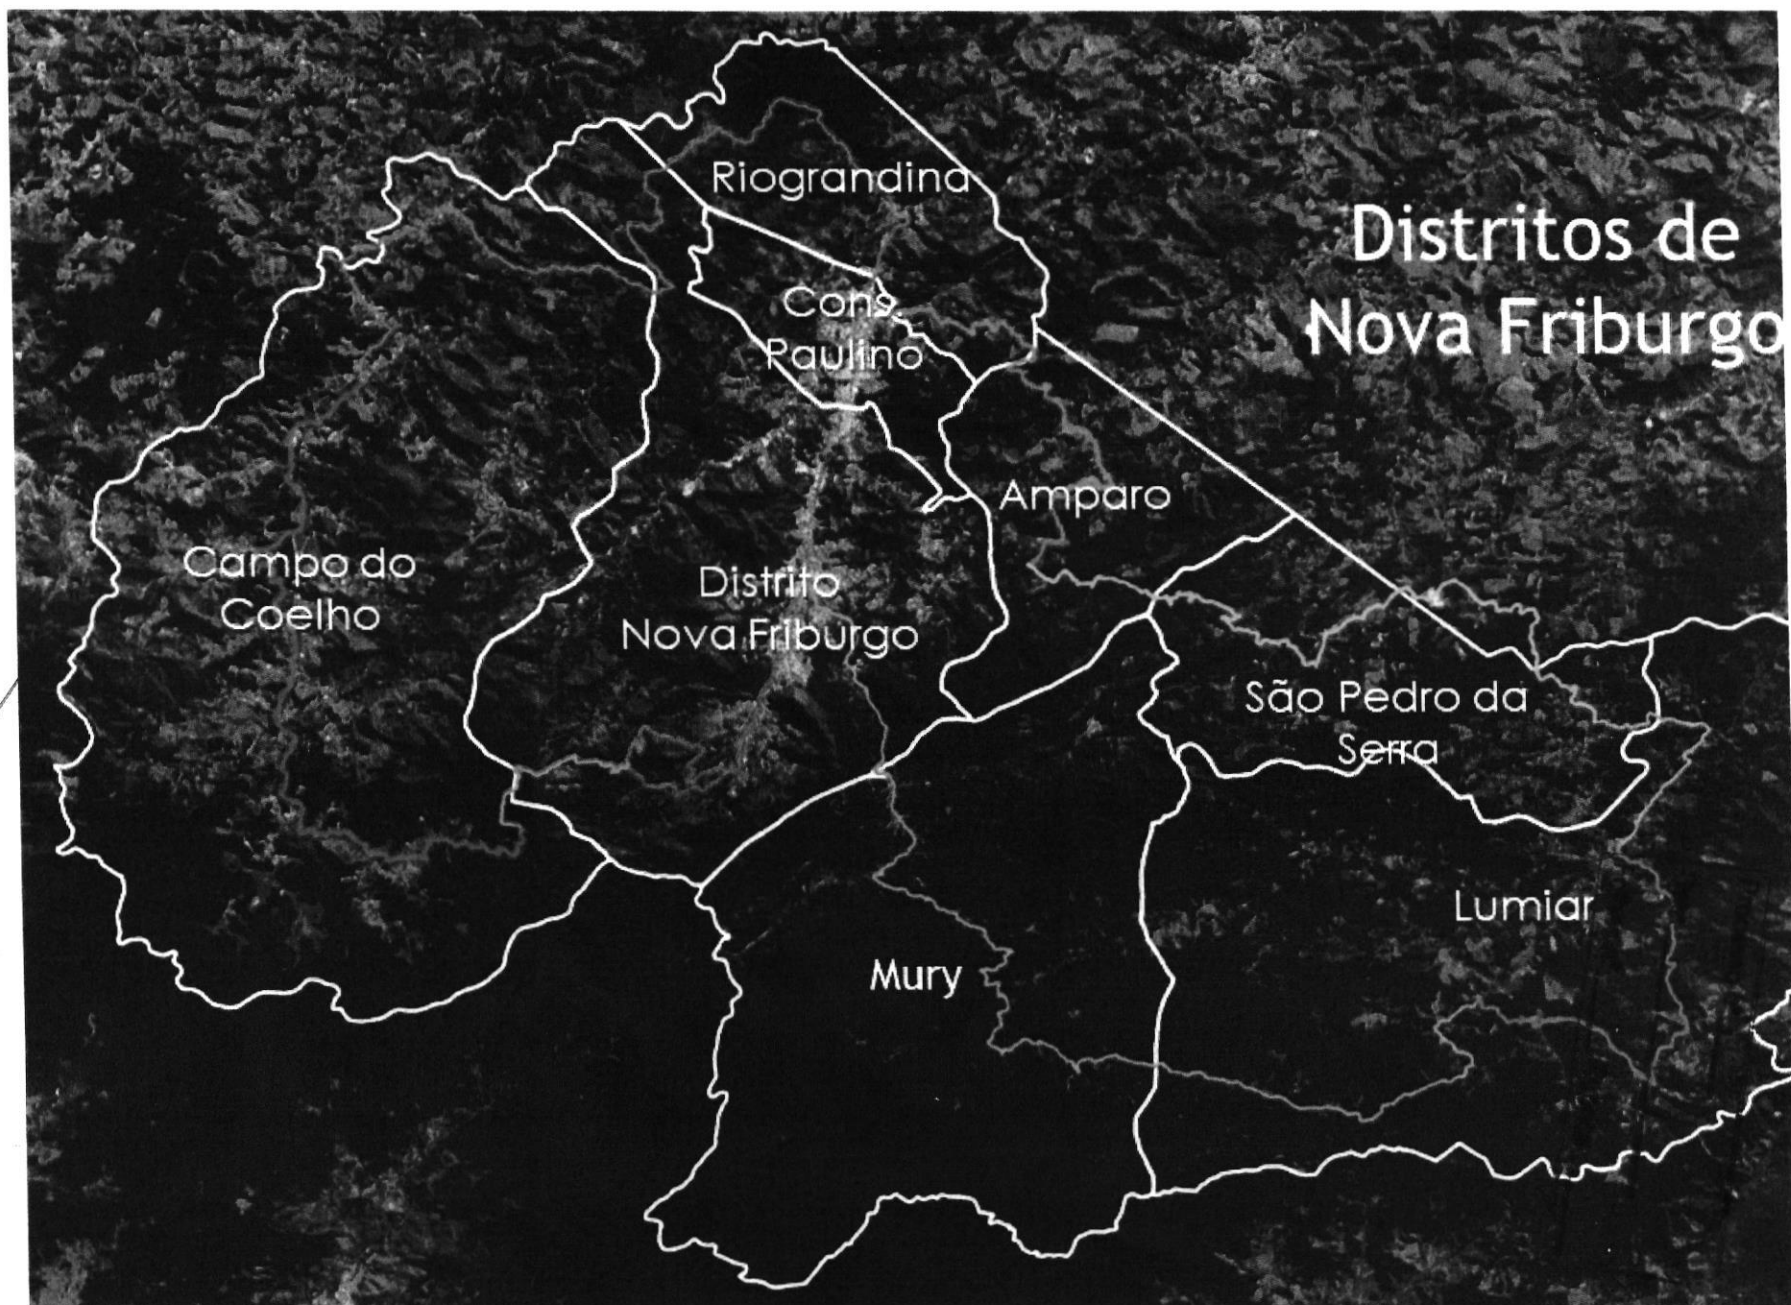 Riograndina
Distritos de
Nova Friburgo
Cons.
Paulino
Amparo
Campo do
Coelho
Distrito
Nova Friburgo
São Pedro da
Serra
Lumiar
Mury